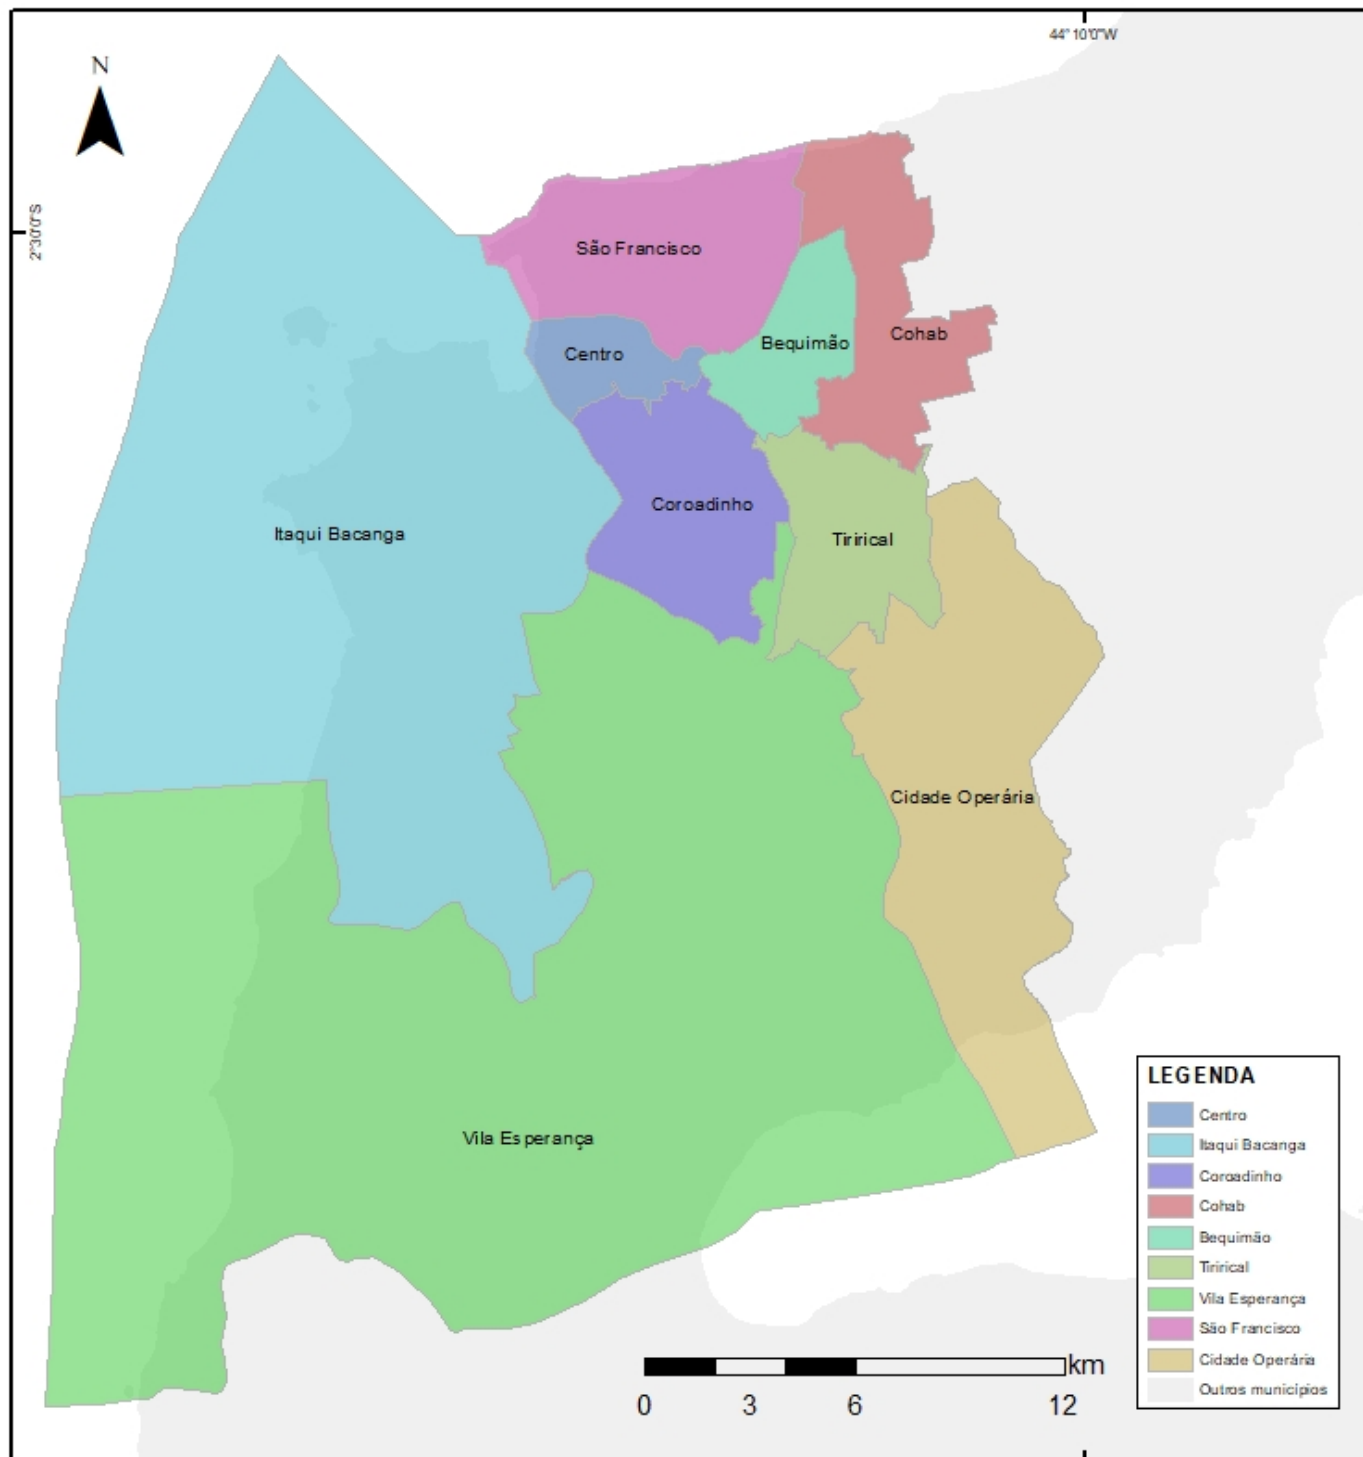 44°10'0"W
N
2°30'0"S
São Francisco
Cohab
Bequimão
Centro
Coroadinho
Itaqui Bacanga
Tirirical
Cidade Operária
Vila Esperança
LEGENDA
Centro
Itaqui Bacanga
Coroadinho
Cohab
Bequimão
Tirirical
Vila Esperança
São Francisco
Cidade Operária
Outros municípios
km
0 3 6 12